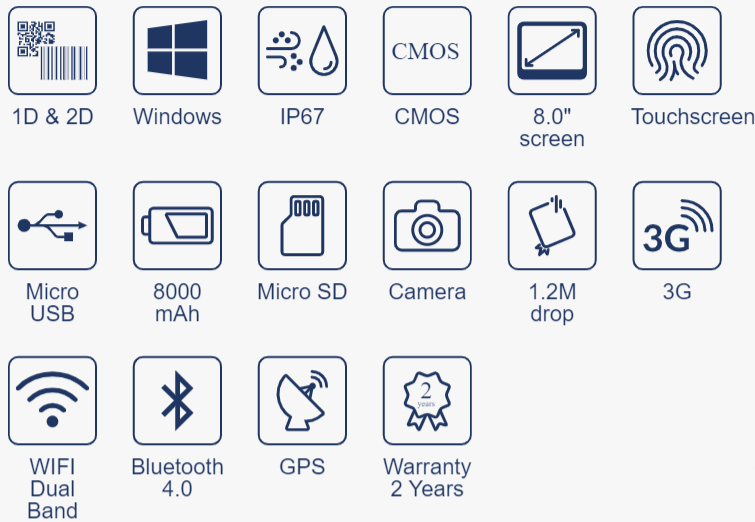 CMOS
1D & 2D
Windows
IP67
CMOS
8.0"
screen
Touchscreen
3G
Micro
USB
8000
mAh
Micro SD
Camera
1.2M
drop
3G
2
years
WIFI
Dual
Band
Bluetooth
4.0
GPS
Warranty
2 Years